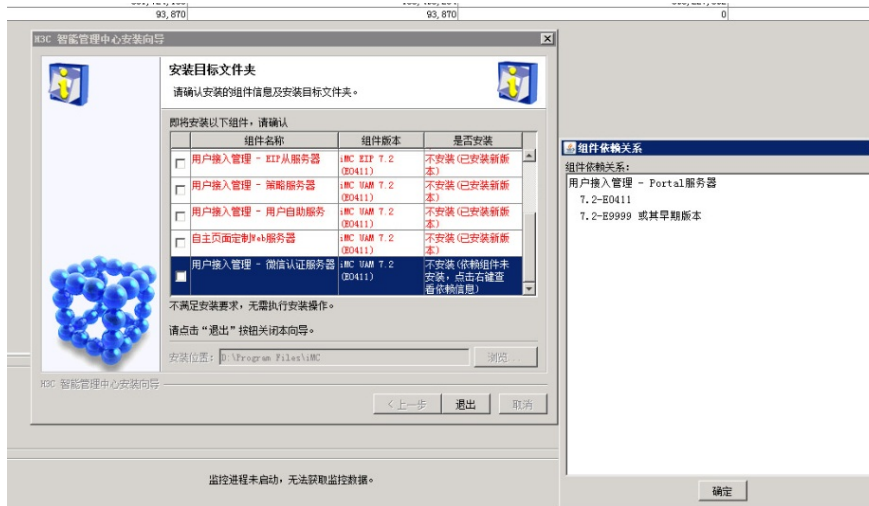 93,870
93,870
0
H3C 智能管理中心安装向导
安装目标文件夹
请确认安装的组件信息及安装目标文件夹。
即将安装以下组件,请确认
组件名称 组件版本 是否安装
用户接入管理 - EIP从服务器 iMC EIP 7.2 不安装(已安装新版
(E0411) 本)
用户接入管理 - 策略服务器 iMC UAM 7.2 不安装(已安装新版
(E0411) 本)
用户接入管理 - 用户自助服务 iMC UAM 7.2 不安装(已安装新版
(E0411) 本)
自主页面定制Web服务器 iMC UAM 7.2 不安装(已安装新版
(E0411) 本)
用户接入管理 - 微信认证服务器 iMC UAM 7.2 不安装(依赖组件未
(E0411) 安装,点击右键查
看依赖信息)
不满足安装要求,无需执行安装操作。
请点击“退出”按钮关闭本向导。
安装位置: D:\Program Files\iMC 浏览...
H3C 智能管理中心安装向导
<上一步 退出 取消
监控进程未启动,无法获取监控数据。
组件依赖关系
组件依赖关系:
用户接入管理 - Portal服务器
7.2-E0411
7.2-E9999 或其早期版本
确定